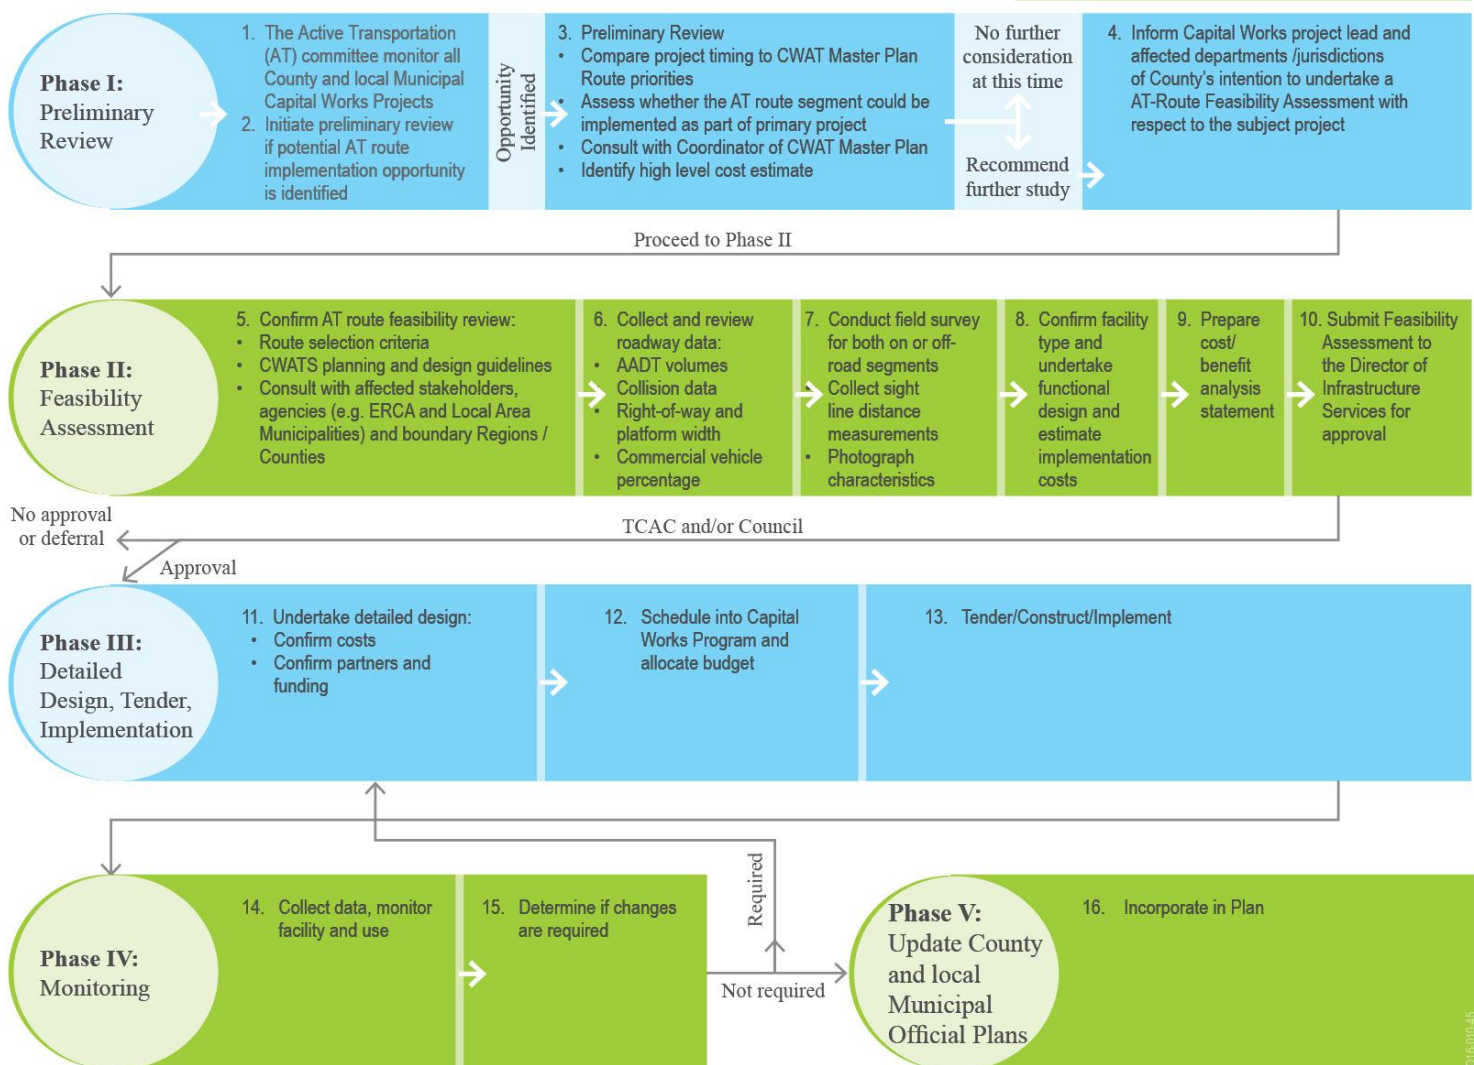 Phase I:
Preliminary
Review
1. The Active Transportation
(AT) committee monitor all
County and local Municipal
Capital Works Projects
2. Initiate preliminary review
if potential AT route
implementation opportunity
is identified
Opportunity
Identified
3. Preliminary Review
• Compare project timing to CWAT Master Plan
Route priorities
• Assess whether the AT route segment could be
implemented as part of primary project
• Consult with Coordinator of CWAT Master Plan
• Identify high level cost estimate
No further
consideration
at this time
Recommend
further study
4. Inform Capital Works project lead and
affected departments /jurisdictions
of County's intention to undertake a
AT-Route Feasibility Assessment with
respect to the subject project
Proceed to Phase II
Phase II:
Feasibility
Assessment
5. Confirm AT route feasibility review:
• Route selection criteria
• CWATS planning and design guidelines
• Consult with affected stakeholders,
agencies (e.g. ERCA and Local Area
Municipalities) and boundary Regions /
Counties
6. Collect and review
roadway data:
• AADT volumes
• Collision data
• Right-of-way and
platform width
• Commercial vehicle
percentage
7. Conduct field survey
for both on or off-
road segments
• Collect sight
line distance
measurements
• Photograph
characteristics
8. Confirm facility
type and
undertake
functional
design and
estimate
implementation
costs
9. Prepare
cost/
benefit
analysis
statement
10. Submit Feasibility
Assessment to
the Director of
Infrastructure
Services for
approval
No approval
or deferral
TCAC and/or Council
Approval
Phase III:
Detailed
Design, Tender,
Implementation
11. Undertake detailed design:
• Confirm costs
• Confirm partners and
funding
12. Schedule into Capital
Works Program and
allocate budget
13. Tender/Construct/Implement
Phase IV:
Monitoring
14. Collect data, monitor
facility and use
15. Determine if changes
are required
Required
Not required
Phase V:
Update County
and local
Municipal
Official Plans
16. Incorporate in Plan